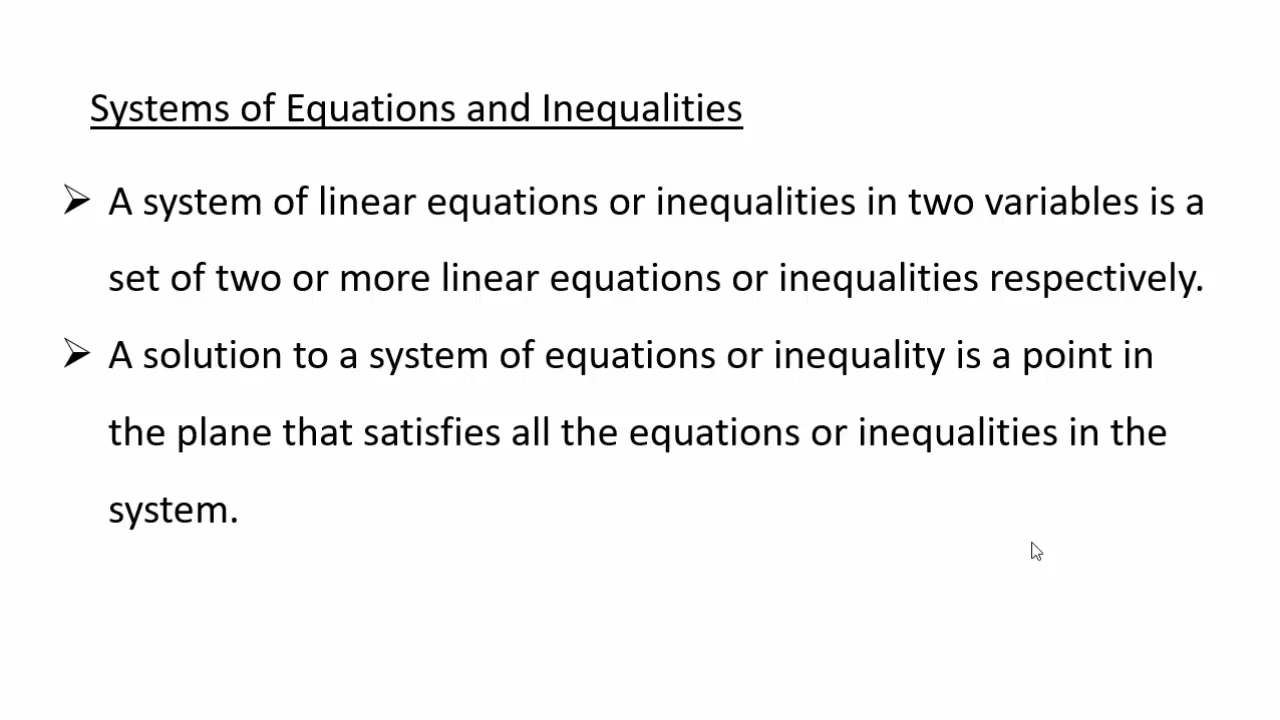 Systems of Equations and Inequalities
A system of linear equations or inequalities in two variables is a
set of two or more linear equations or inequalities respectively.
A solution to a system of equations or inequality is a point in
the plane that satisfies all the equations or inequalities in the
system.